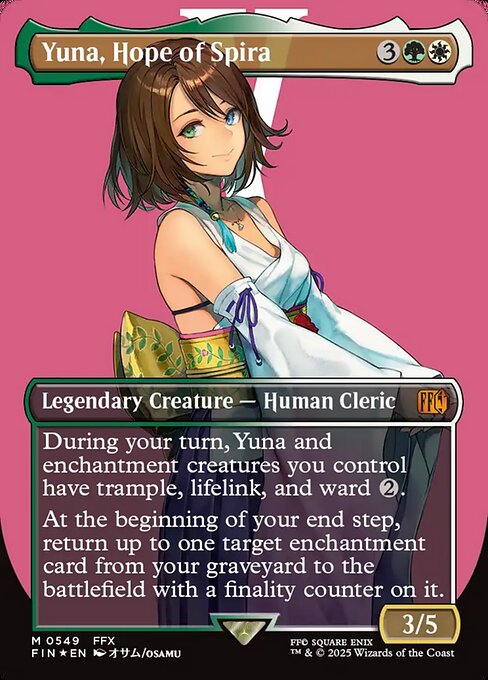 Yuna, Hope of Spira
3
Legendary Creature — Human Cleric
FF
During your turn, Yuna and
enchantment creatures you control
have trample, lifelink, and ward 2.
At the beginning of your end step,
return up to one target enchantment
card from your graveyard to the
battlefield with a finality counter on it.
3/5
M 0549 FFX
FIN★EN オサム/OSAMU
FF© SQUARE ENIX
™ & © 2025 Wizards of the Coast